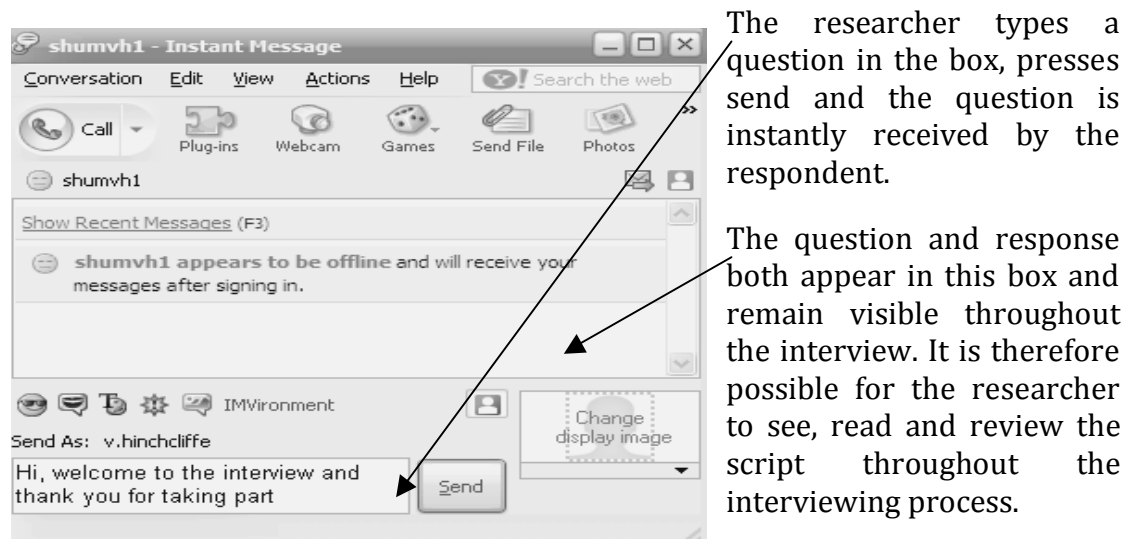 shumvh1 - Instant Message
Conversation Edit View Actions Help Search the web
Call Plug-ins Webcam Games Send File Photos »
shumvh1
Show Recent Messages (F3)
shumvh1 appears to be offline and will receive your
messages after signing in.
IMVironment
Change
display image
Send As: v.hinchcliffe
Hi, welcome to the interview and
thank you for taking part
Send
The researcher types a
question in the box, presses
send and the question is
instantly received by the
respondent.
The question and response
both appear in this box and
remain visible throughout
the interview. It is therefore
possible for the researcher
to see, read and review the
script throughout the
interviewing process.